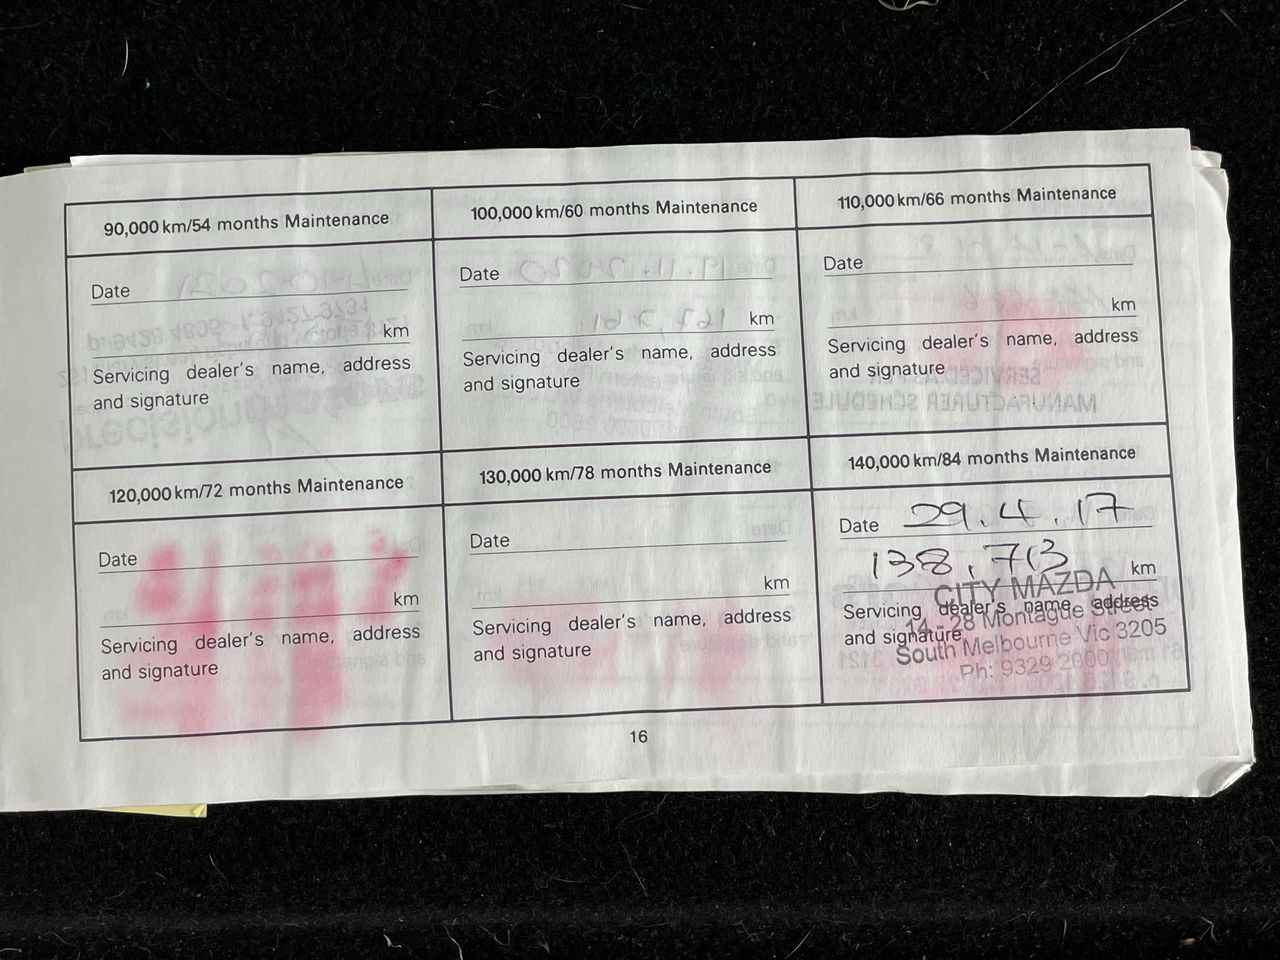 90,000 km/54 months Maintenance
Date
km
Servicing dealer's name, address
and signature
100,000 km/60 months Maintenance
Date
km
Servicing dealer's name, address
and signature
110,000 km/66 months Maintenance
Date
km
Servicing dealer's name, address
and signature
120,000 km/72 months Maintenance
Date
km
Servicing dealer's name, address
and signature
130,000 km/78 months Maintenance
Date
km
Servicing dealer's name, address
and signature
140,000 km/84 months Maintenance
Date 29.4.17
138,713 km
CITY MAZDA
Servicing dealer's name, address
14-28 Montague Street
and signature
South Melbourne Vic 3205
Ph: 9329 2000
16